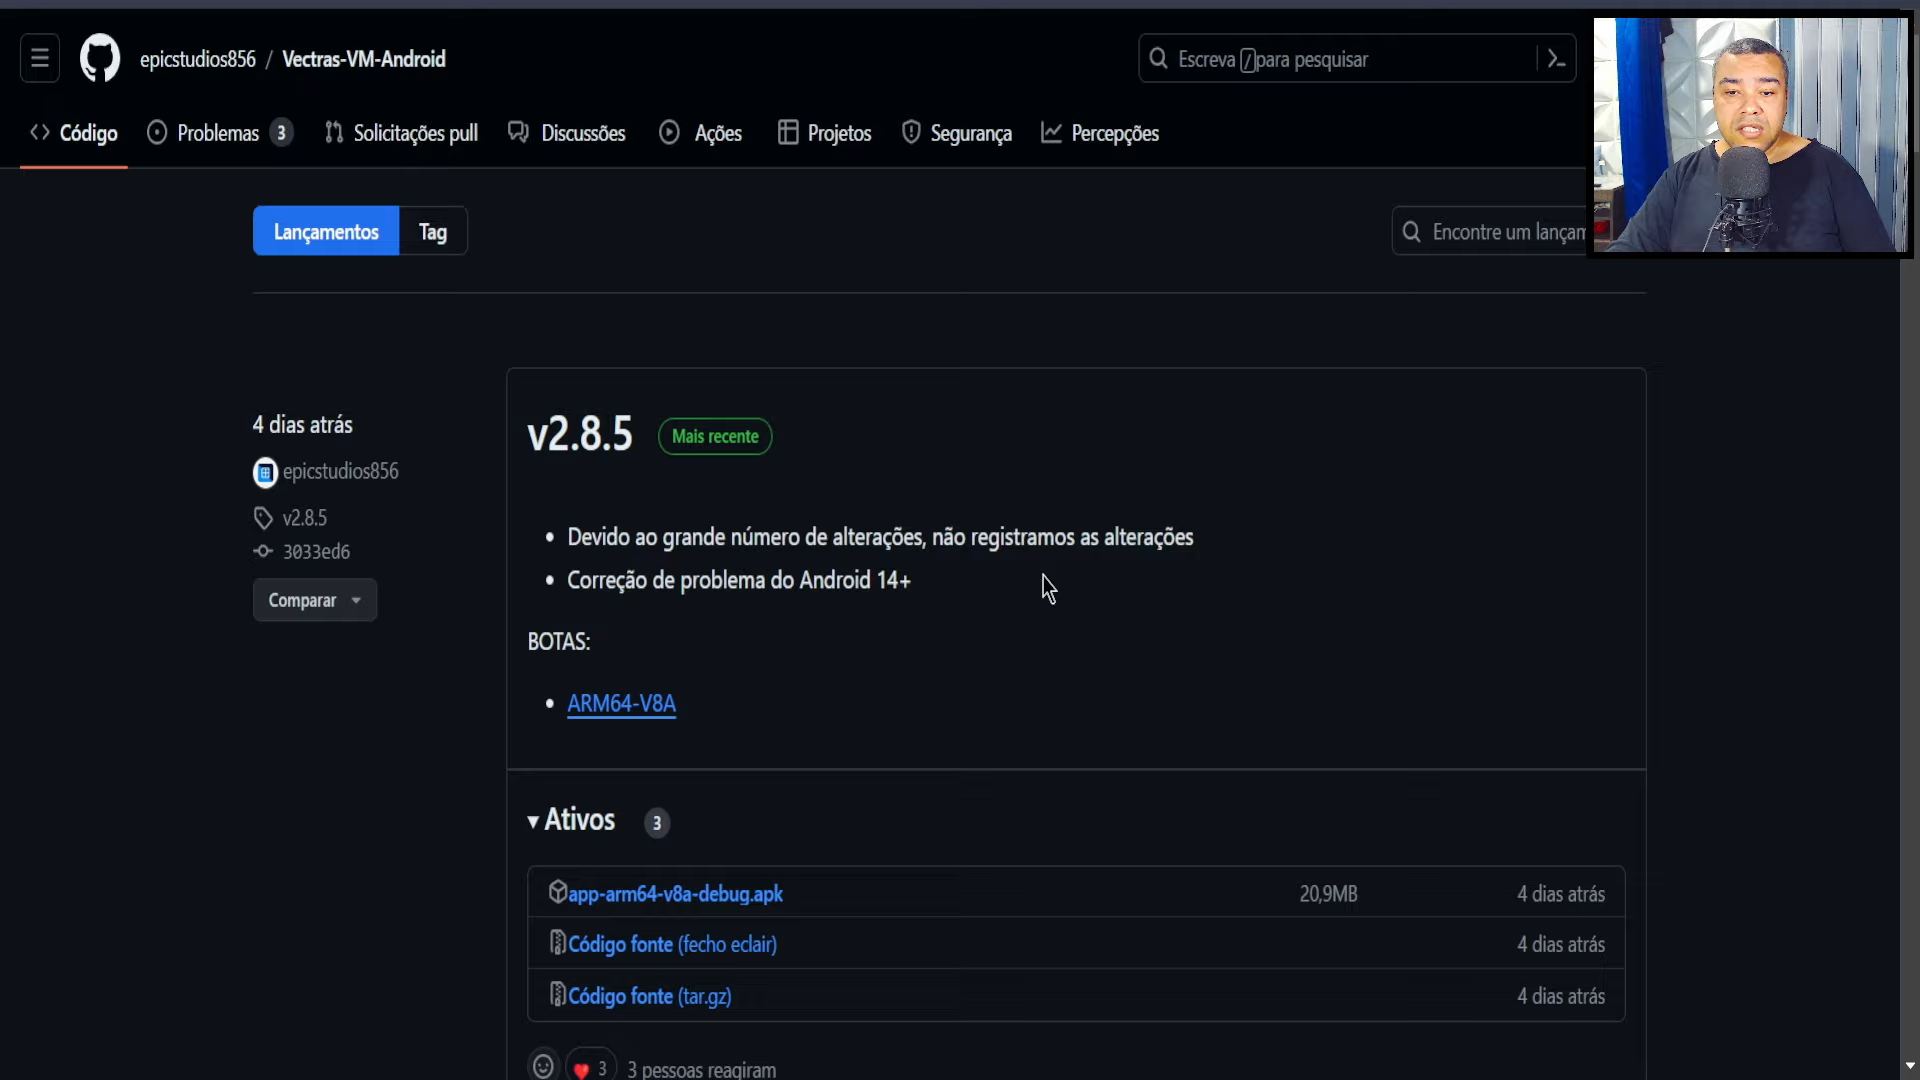 epicstudios856 / Vectras-VM-Android
Escreva / para pesquisar
Código
Problemas 3
Solicitações pull
Discussões
Ações
Projetos
Segurança
Percepções
Lançamentos
Tag
Encontre um lançam
4 dias atrás
epicstudios856
v2.8.5
3033ed6
Comparar
v2.8.5 Mais recente
Devido ao grande número de alterações, não registramos as alterações
Correção de problema do Android 14+
BOTAS:
ARM64-V8A
Ativos 3
app-arm64-v8a-debug.apk 20,9MB 4 dias atrás
Código fonte (fecho eclair) 4 dias atrás
Código fonte (tar.gz) 4 dias atrás
3 3 pessoas reagiram